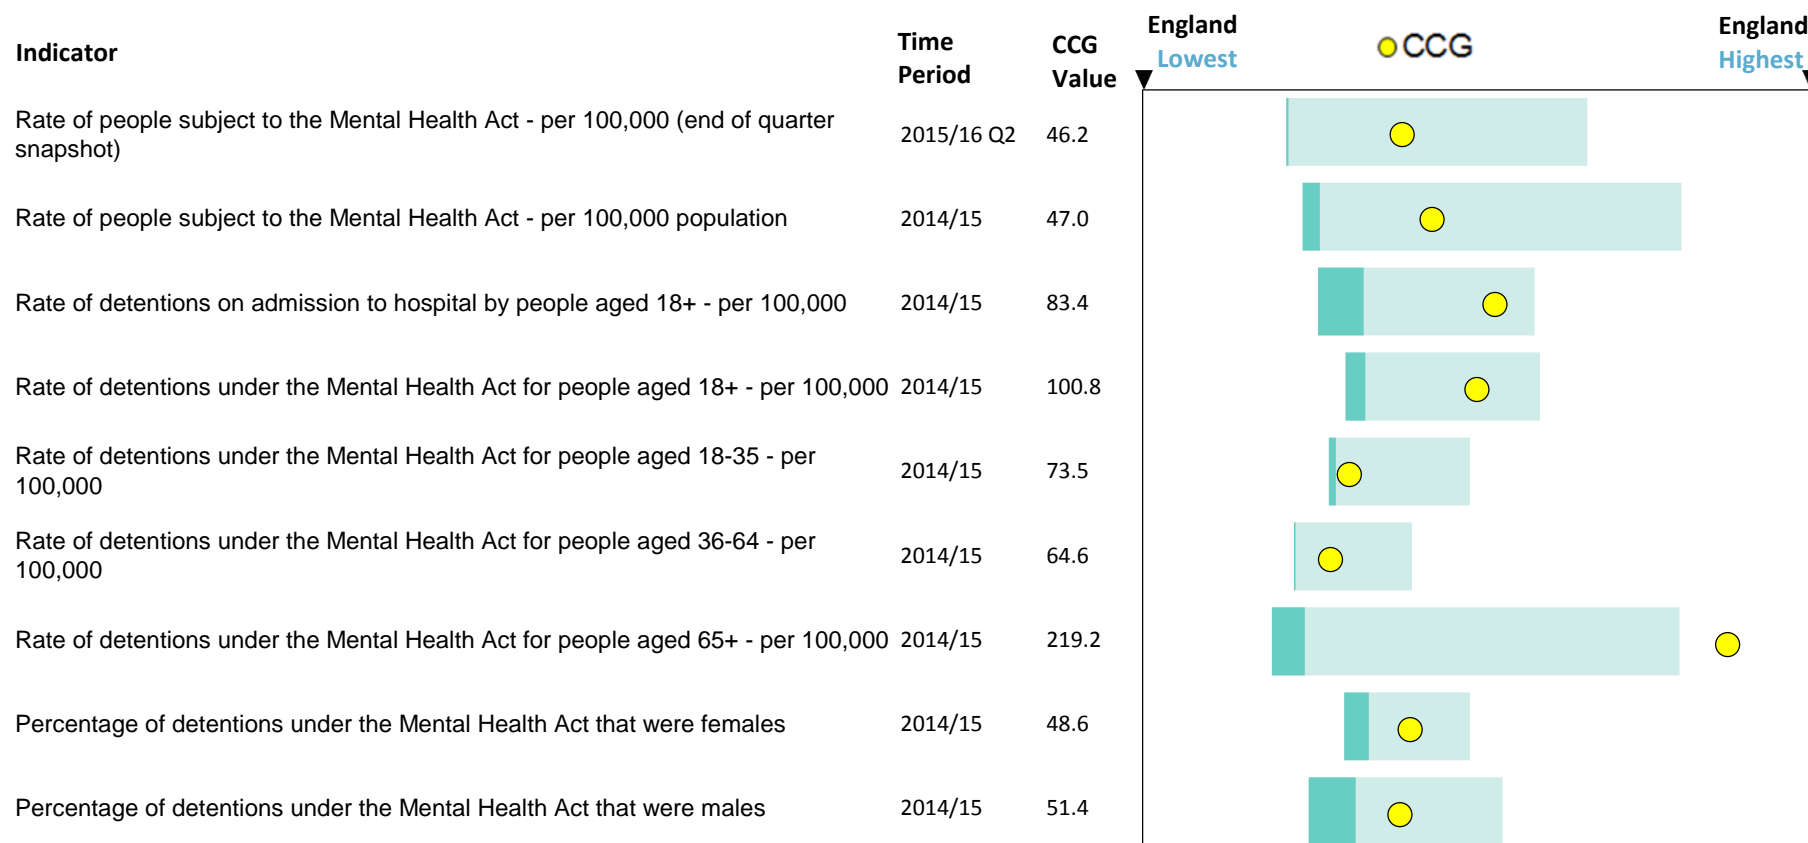 Indicator
Time Period
CCG Value
England Lowest
CCG
England Highest
Rate of people subject to the Mental Health Act - per 100,000 (end of quarter
snapshot)
2015/16 Q2 46.2
Rate of people subject to the Mental Health Act - per 100,000 population 2014/15 47.0
Rate of detentions on admission to hospital by people aged 18+ - per 100,000 2014/15 83.4
Rate of detentions under the Mental Health Act for people aged 18+ - per 100,000 2014/15 100.8
Rate of detentions under the Mental Health Act for people aged 18-35 - per
100,000
2014/15 73.5
Rate of detentions under the Mental Health Act for people aged 36-64 - per
100,000
2014/15 64.6
Rate of detentions under the Mental Health Act for people aged 65+ - per 100,000 2014/15 219.2
Percentage of detentions under the Mental Health Act that were females 2014/15 48.6
Percentage of detentions under the Mental Health Act that were males 2014/15 51.4